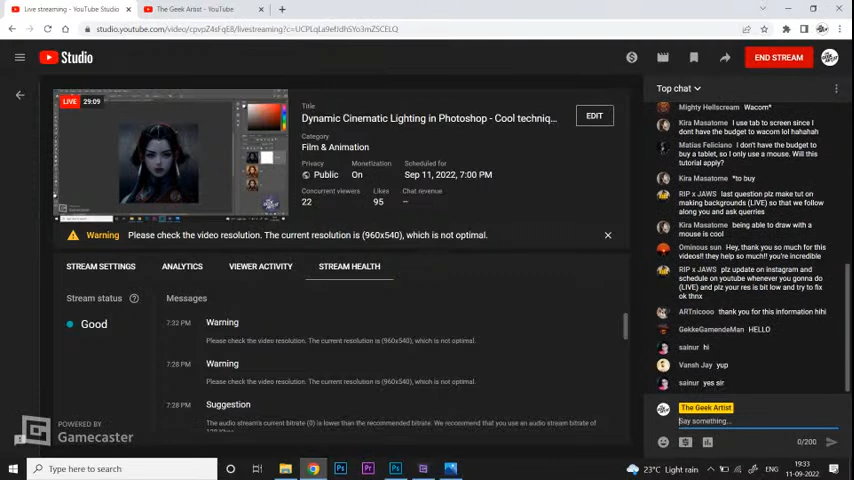 Live streaming - YouTube Studio
The Geek Artist - YouTube
studio.youtube.com/video/cpvpZ4sFqE8/livestreaming?c=UCPLqLa9efJdhSYo3mZSCELQ
Studio
END STREAM
LIVE 29:09
Title
Dynamic Cinematic Lighting in Photoshop - Cool techniq...
EDIT
Category
Film & Animation
Privacy
Monetization
Scheduled for
Public
On
Sep 11, 2022, 7:00 PM
Concurrent viewers
Likes
Chat revenue
22
95
–
Warning Please check the video resolution. The current resolution is (960x540), which is not optimal.
STREAM SETTINGS
ANALYTICS
VIEWER ACTIVITY
STREAM HEALTH
Stream status
Good
Messages
7:32 PM Warning
Please check the video resolution. The current resolution is (960x540), which is not optimal.
7:28 PM Warning
Please check the video resolution. The current resolution is (960x540), which is not optimal.
7:28 PM Suggestion
The audio stream's current bitrate (0) is lower than the recommended bitrate. We recommend that you use an audio stream bitrate of
128 Kbps.
POWERED BY
Gamecaster
Top chat
Mighty Hellscream Wacom*
Kira Masatome I use tab to screen since I
dont have the budget to wacom lol hahahah
Matías Feliciano I don't have the budget to
buy a tablet, so I only use a mouse. Will this
tutorial apply?
Kira Masatome *to buy
RIP x JAWS last question plz make tut on
making backgrounds (LIVE) so that we follow
along you and ask querries
Kira Masatome being able to draw with a
mouse is cool
Ominous sun Hey, thank you so much for this
videos!! they help so much!! you're incredible
RIP x JAWS plz update on instagram and
schedule on youtube whenever you gonna do
(LIVE) and plz your res is bit low and try to fix
ok thnx
ARTnicooo thank you for this information hihi
GekkeGamendeMan HELLO
sainur hi
Vansh Jay yup
sainur yes sir
The Geek Artist
Say something...
0/200
Type here to search
23°C Light rain
ENG
19:33
11-09-2022